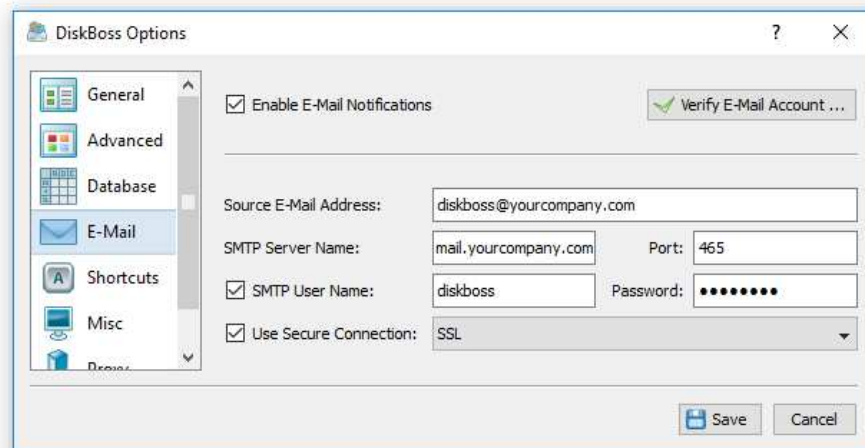 DiskBoss Options
?
General
Advanced
Database
E-Mail
Shortcuts
Misc
Proxy
Enable E-Mail Notifications
Verify E-Mail Account ...
Source E-Mail Address: diskboss@yourcompany.com
SMTP Server Name: mail.yourcompany.com Port: 465
SMTP User Name: diskboss Password: ●●●●●●●●
Use Secure Connection: SSL
Save Cancel